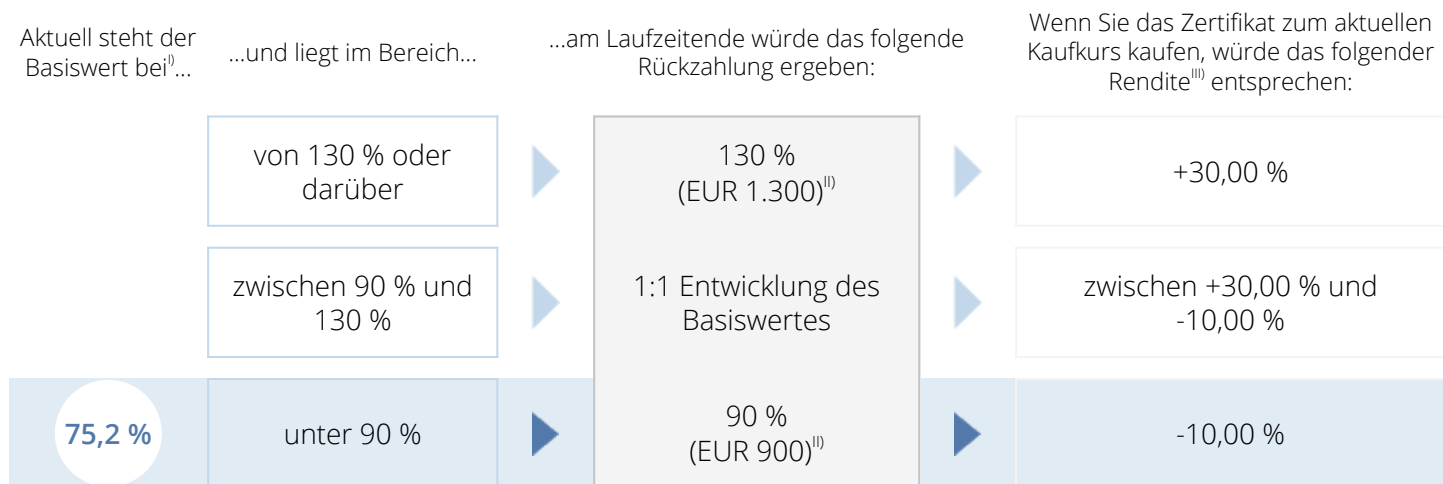 Aktuell steht der
Basiswert bei^I)...
...und liegt im Bereich...
...am Laufzeitende würde das folgende
Rückzahlung ergeben:
Wenn Sie das Zertifikat zum aktuellen
Kaufkurs kaufen, würde das folgender
Rendite^III) entsprechen:
von 130 % oder
darüber
130 %
(EUR 1.300)^II)
+30,00 %
zwischen 90 % und
130 %
1:1 Entwicklung des
Basiswertes
zwischen +30,00 % und
-10,00 %
75,2 %
unter 90 %
90 %
(EUR 900)^II)
-10,00 %